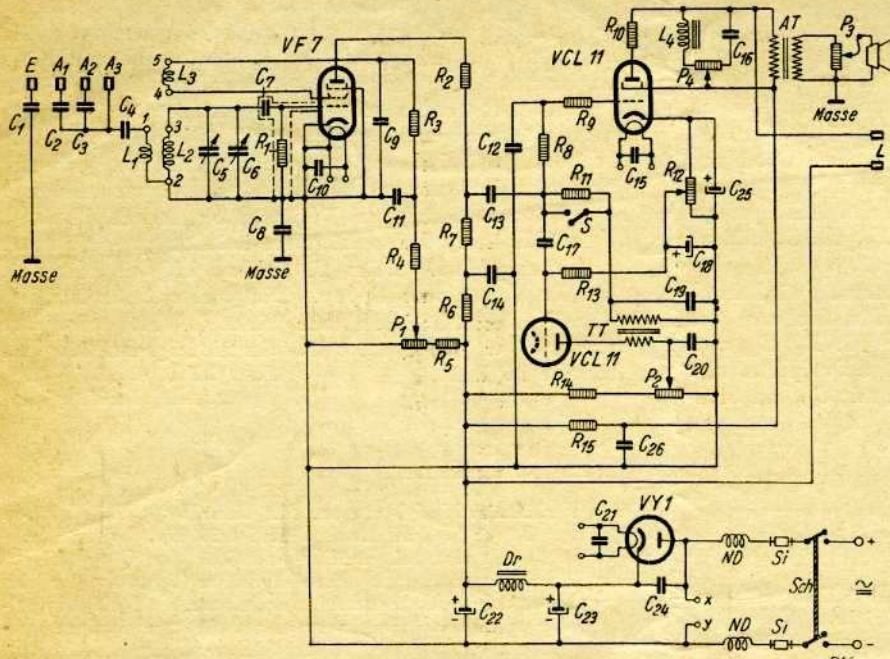 VF 7
VCL 11
E A1 A2 A3
C1
C2
C3
C4
1
L1
2
3
L2
5
L3
4
C5
C6
C7
R1
C8
Masse
Masse
C10
C9
C11
R3
R4
P1
R5
R2
R7
R6
C13
C14
C12
R9
R8
R11
S
C17
R13
TT
VCL 11
R14
R15
C26
P2
C20
C19
C18
R12
C25
C15
R10
L4
C16
P4
AT
P3
Masse
L
VY1
C21
Dr
C22
C23
C24
x
y
ND
Si
Sch
ND
Si
+
-